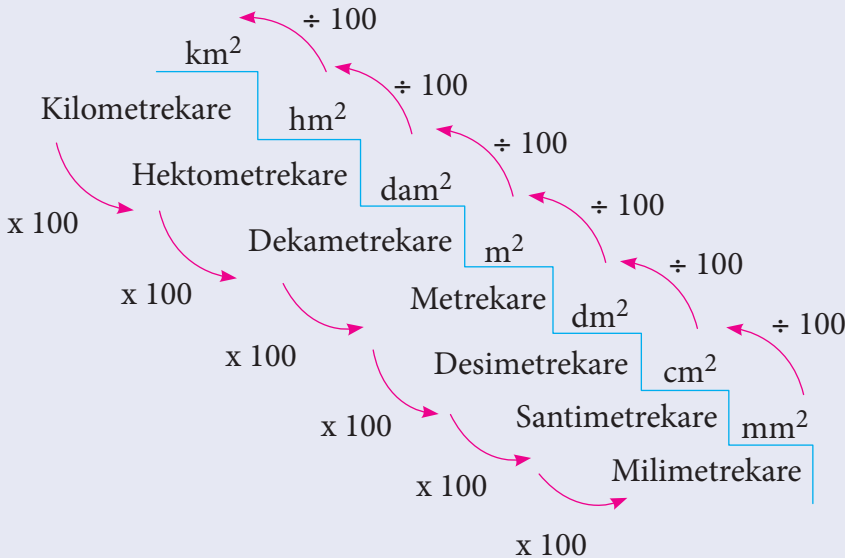 ÷ 100
km²
÷ 100
Kilometrekare
hm²
÷ 100
Hektometrekare
dam²
x 100
÷ 100
Dekametrekare
m²
÷ 100
x 100
Metrekare
dm²
÷ 100
x 100
Desimetrekare
cm²
Santimetrekare
mm²
x 100
Milimetrekare
x 100
x 100